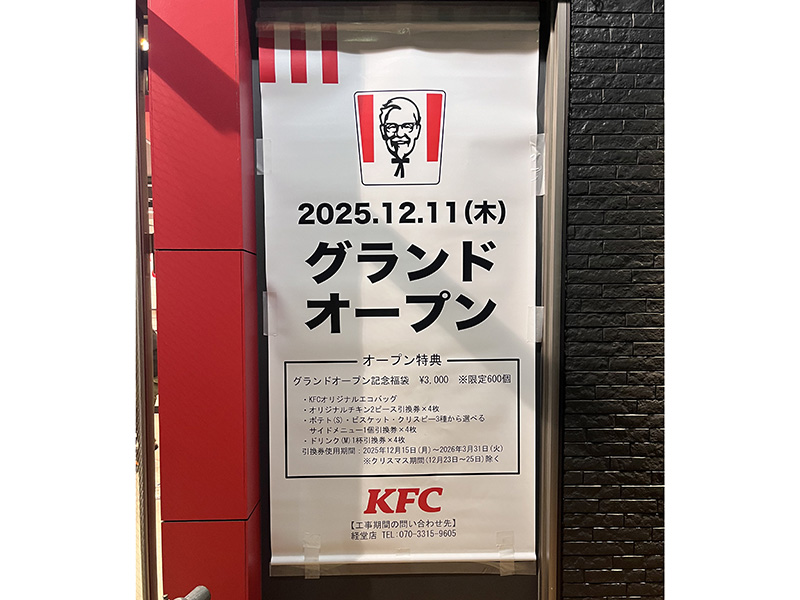 2025.12.11(木)
グランド
オープン
オープン特典
グランドオープン記念福袋 ¥3,000 ※限定600個
・KFCオリジナルエコバッグ
・オリジナルチキン2ピース引換券×4枚
・ポテト(S)・ビスケット・クリスピー3種から選べる
サイドメニュー1個引換券×4枚
・ドリンク(M)1杯引換券×4枚
引換券使用期間:2025年12月15日(月)~2026年3月31日(火)
※クリスマス期間(12月23日~25日)除く
KFC
【工事期間の問い合わせ先】
経堂店 TEL:070-3315-9605